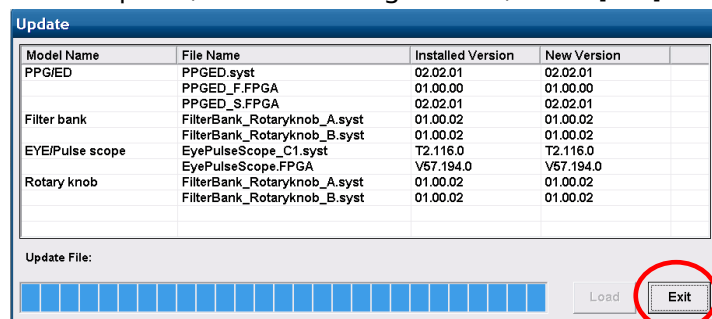 Update
Model Name File Name Installed Version New Version
PPG/ED PPGED.syst 02.02.01 02.02.01
PPGED_F.FPGA 01.00.00 01.00.00
PPGED_S.FPGA 02.02.01 02.02.01
Filter bank FilterBank_Rotaryknob_A.syst 01.00.02 01.00.02
FilterBank_Rotaryknob_B.syst 01.00.02 01.00.02
EYE/Pulse scope EyePulseScope_C1.syst T2.116.0 T2.116.0
EyePulseScope.FPGA V57.194.0 V57.194.0
Rotary knob FilterBank_Rotaryknob_A.syst 01.00.02 01.00.02
FilterBank_Rotaryknob_B.syst 01.00.02 01.00.02
Update File:
Load Exit